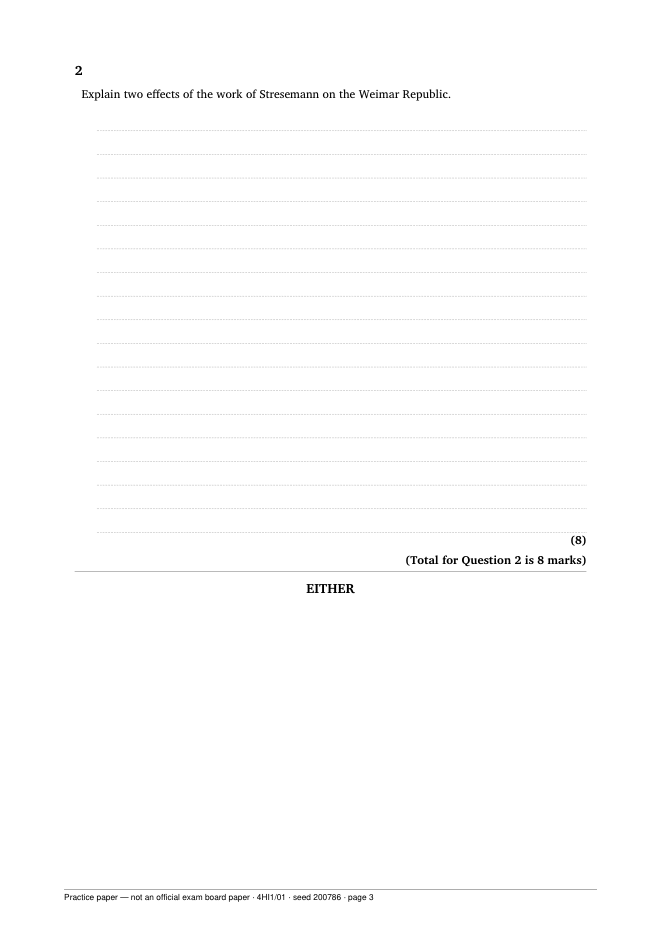 2
Explain two effects of the work of Stresemann on the Weimar Republic.
(8)
(Total for Question 2 is 8 marks)
EITHER
Practice paper — not an official exam board paper · 4HI1/01 · seed 200786 · page 3